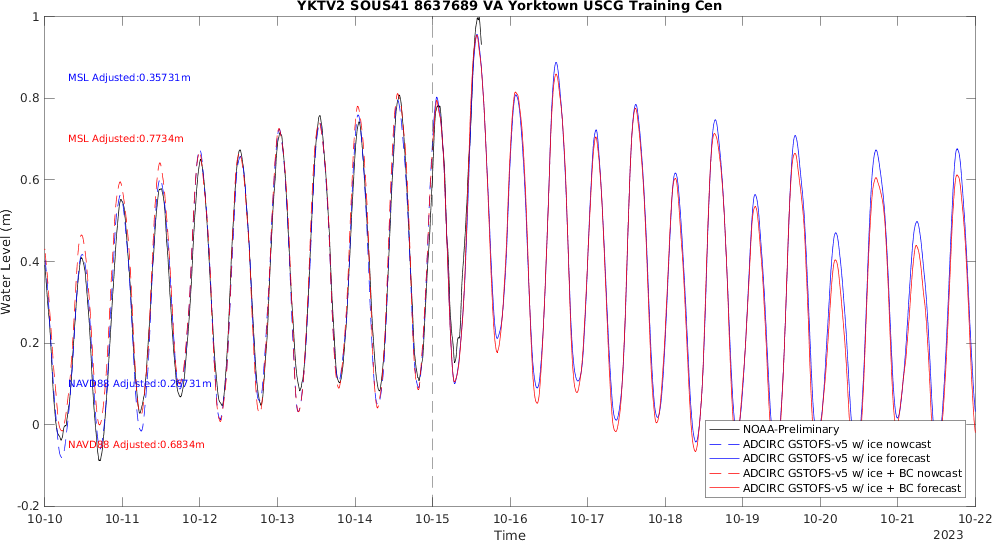 YKTV2 SOUS41 8637689 VA Yorktown USCG Training Cen
1
0.8
0.6
0.4
0.2
0
-0.2
Water Level (m)
MSL Adjusted:0.35731m
MSL Adjusted:0.7734m
NAVD88 Adjusted:0.26731m
NAVD88 Adjusted:0.6834m
NOAA-Preliminary
ADCIRC GSTOFS-v5 w/ ice nowcast
ADCIRC GSTOFS-v5 w/ ice forecast
ADCIRC GSTOFS-v5 w/ ice + BC nowcast
ADCIRC GSTOFS-v5 w/ ice + BC forecast
10-10 10-11 10-12 10-13 10-14 10-15 10-16 10-17 10-18 10-19 10-20 10-21 10-22
Time
2023